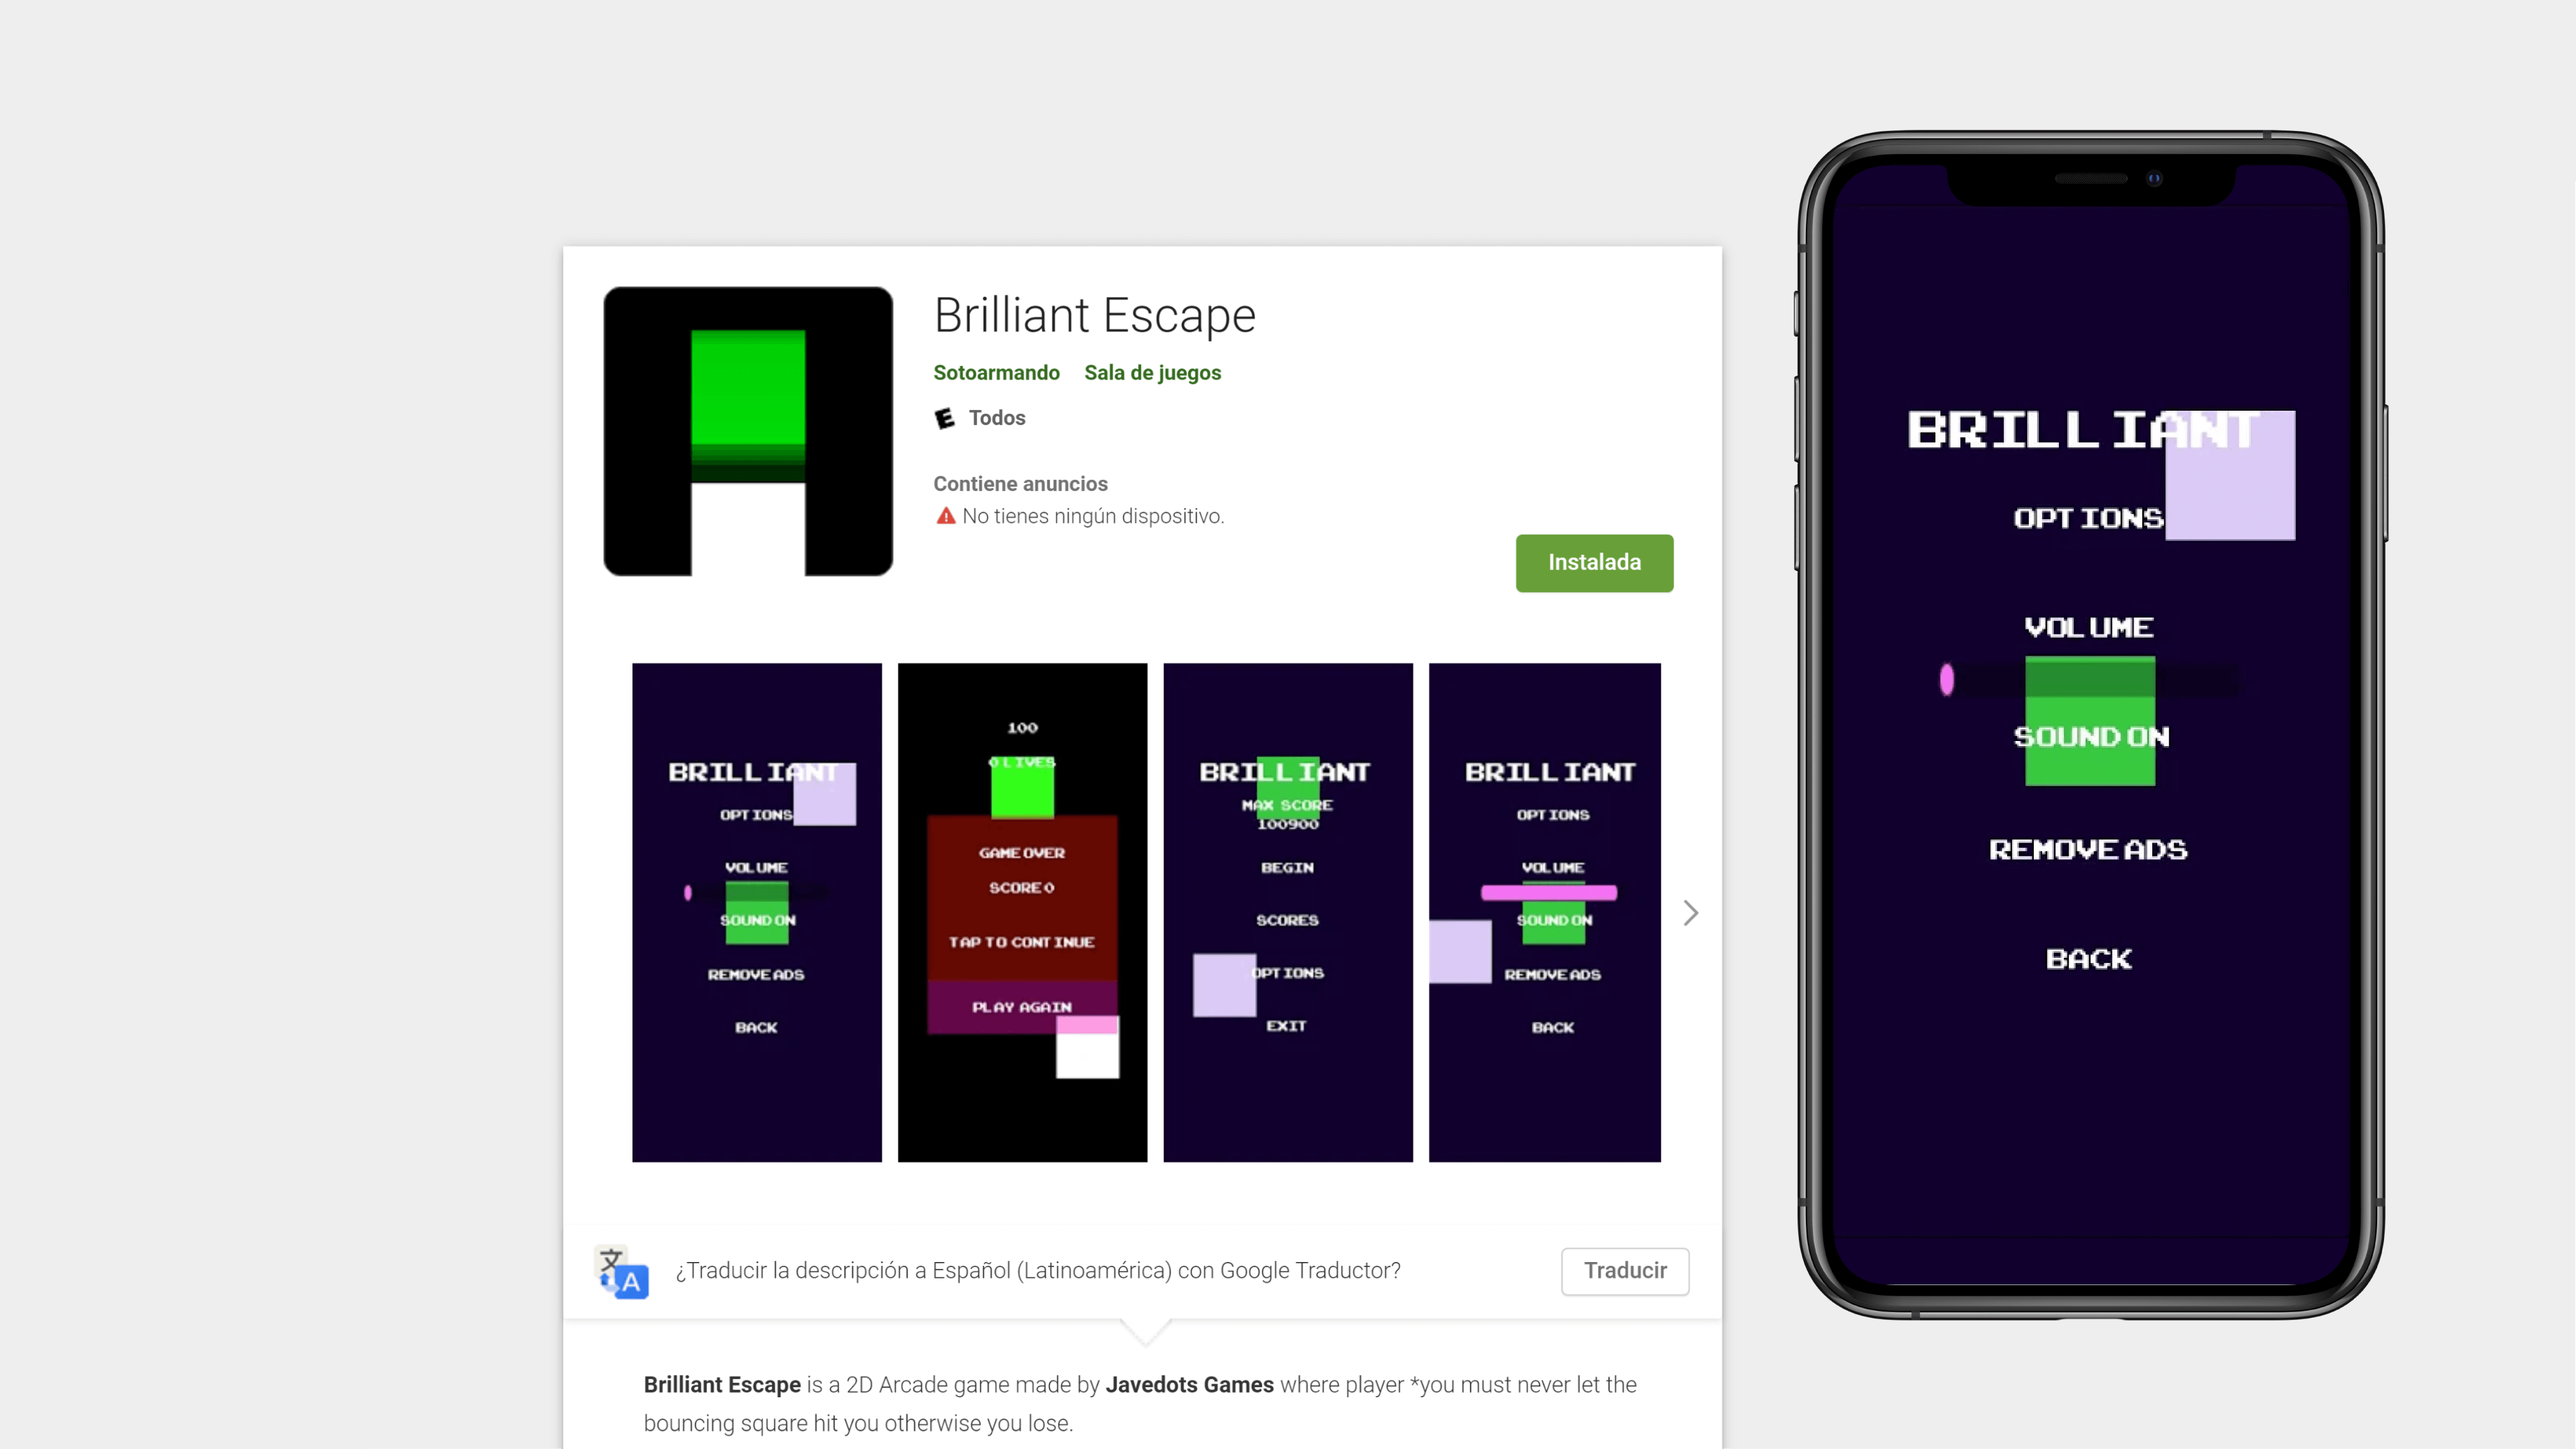 Brilliant Escape
Sotoarmando Sala de juegos
E Todos
Contiene anuncios
No tienes ningún dispositivo.
Instalada
BRILLIANT
OPTIONS
VOLUME
SOUND ON
REMOVE ADS
BACK
100
0 LIVES
GAME OVER
SCORE 0
TAP TO CONTINUE
PLAY AGAIN
BRILLIANT
MAX SCORE
100900
BEGIN
SCORES
OPTIONS
EXIT
BRILLIANT
OPTIONS
VOLUME
SOUND ON
REMOVE ADS
BACK
文 A
¿Traducir la descripción a Español (Latinoamérica) con Google Traductor?
Traducir
Brilliant Escape is a 2D Arcade game made by Javedots Games where player *you must never let the
bouncing square hit you otherwise you lose.
BRILLIANT
OPTIONS
VOLUME
SOUND ON
REMOVE ADS
BACK